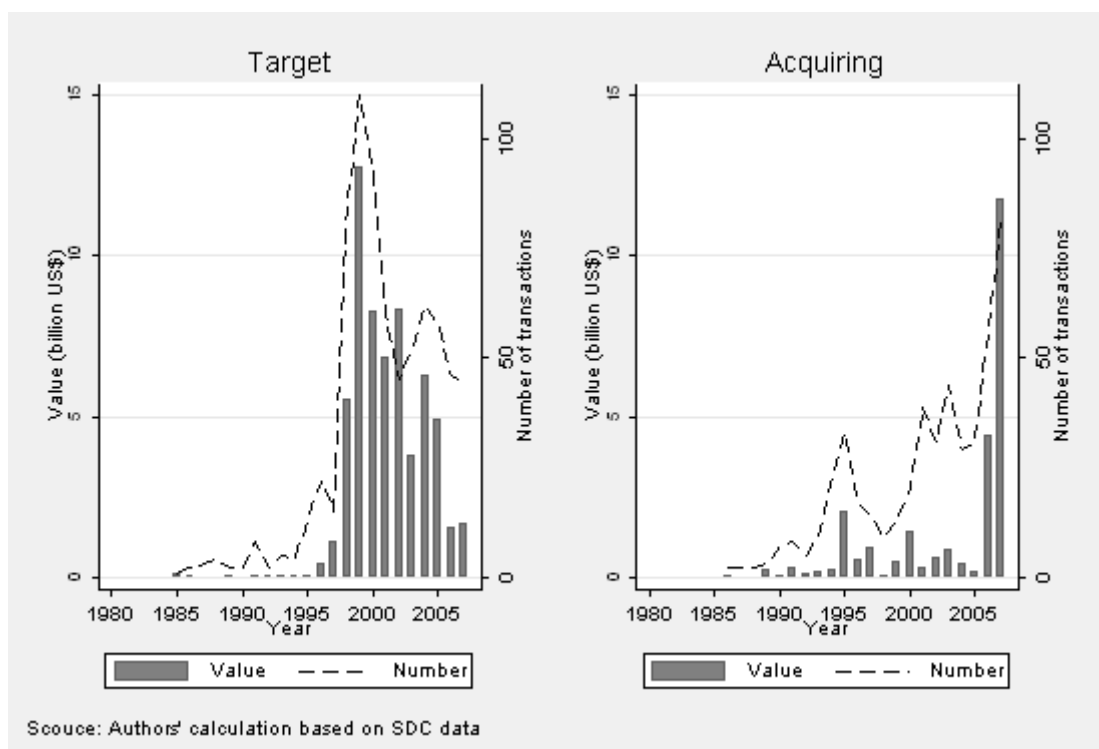 Target
Value (billion US$)
15
10
5
0
100
50
0
Number of transactions
1980 1985 1990 1995 2000 2005
Year
Value Number
Acquiring
Value (billion US$)
15
10
5
0
100
50
0
Number of transactions
1980 1985 1990 1995 2000 2005
Year
Value Number
Scouce: Authors' calculation based on SDC data